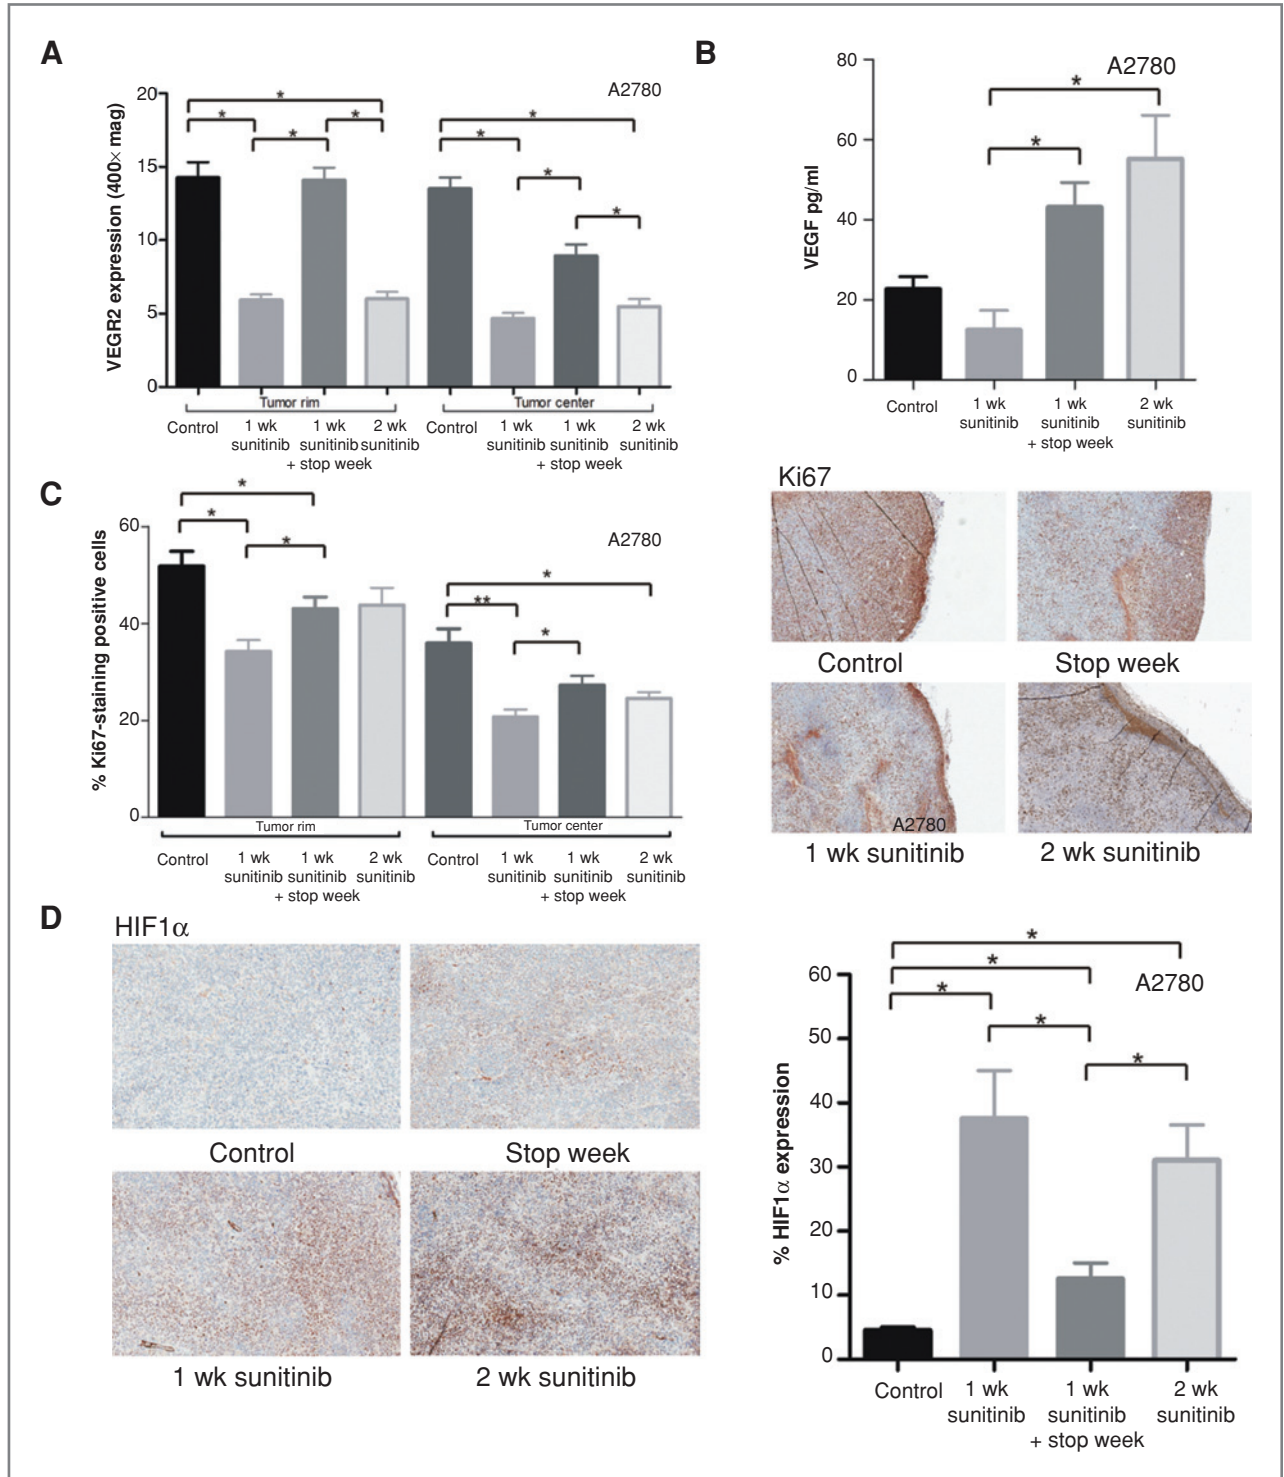 A
VEGR2 expression (400× mag)
A2780
20
15
10
5
0
* * * *
* * * *
Tumor rim
Tumor center
Control
1 wk
sunitinib
1 wk
sunitinib
+ stop week
2 wk
sunitinib
Control
1 wk
sunitinib
1 wk
sunitinib
+ stop week
2 wk
sunitinib
B
VEGF pg/ml
A2780
80
60
40
20
0
*
*
Control
1 wk
sunitinib
1 wk
sunitinib
+ stop week
2 wk
sunitinib
C
% Ki67-staining positive cells
A2780
60
40
20
0
* * *
* ** *
Tumor rim
Tumor center
Control
1 wk
sunitinib
1 wk
sunitinib
+ stop week
2 wk
sunitinib
Control
1 wk
sunitinib
1 wk
sunitinib
+ stop week
2 wk
sunitinib
Ki67
Control
Stop week
A2780
1 wk sunitinib
2 wk sunitinib
D
HIF1α
Control
Stop week
1 wk sunitinib
2 wk sunitinib
% HIF1α expression
A2780
60
50
40
30
20
10
0
*
*
*
*
*
Control
1 wk
sunitinib
1 wk
sunitinib
+ stop week
2 wk
sunitinib